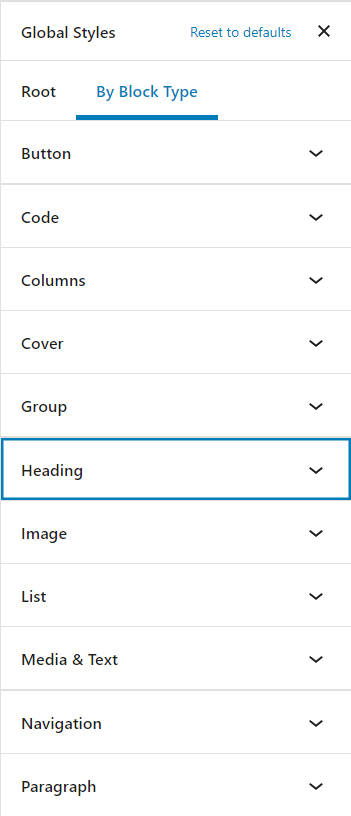 Global Styles Reset to defaults
Root By Block Type
Button
Code
Columns
Cover
Group
Heading
Image
List
Media & Text
Navigation
Paragraph